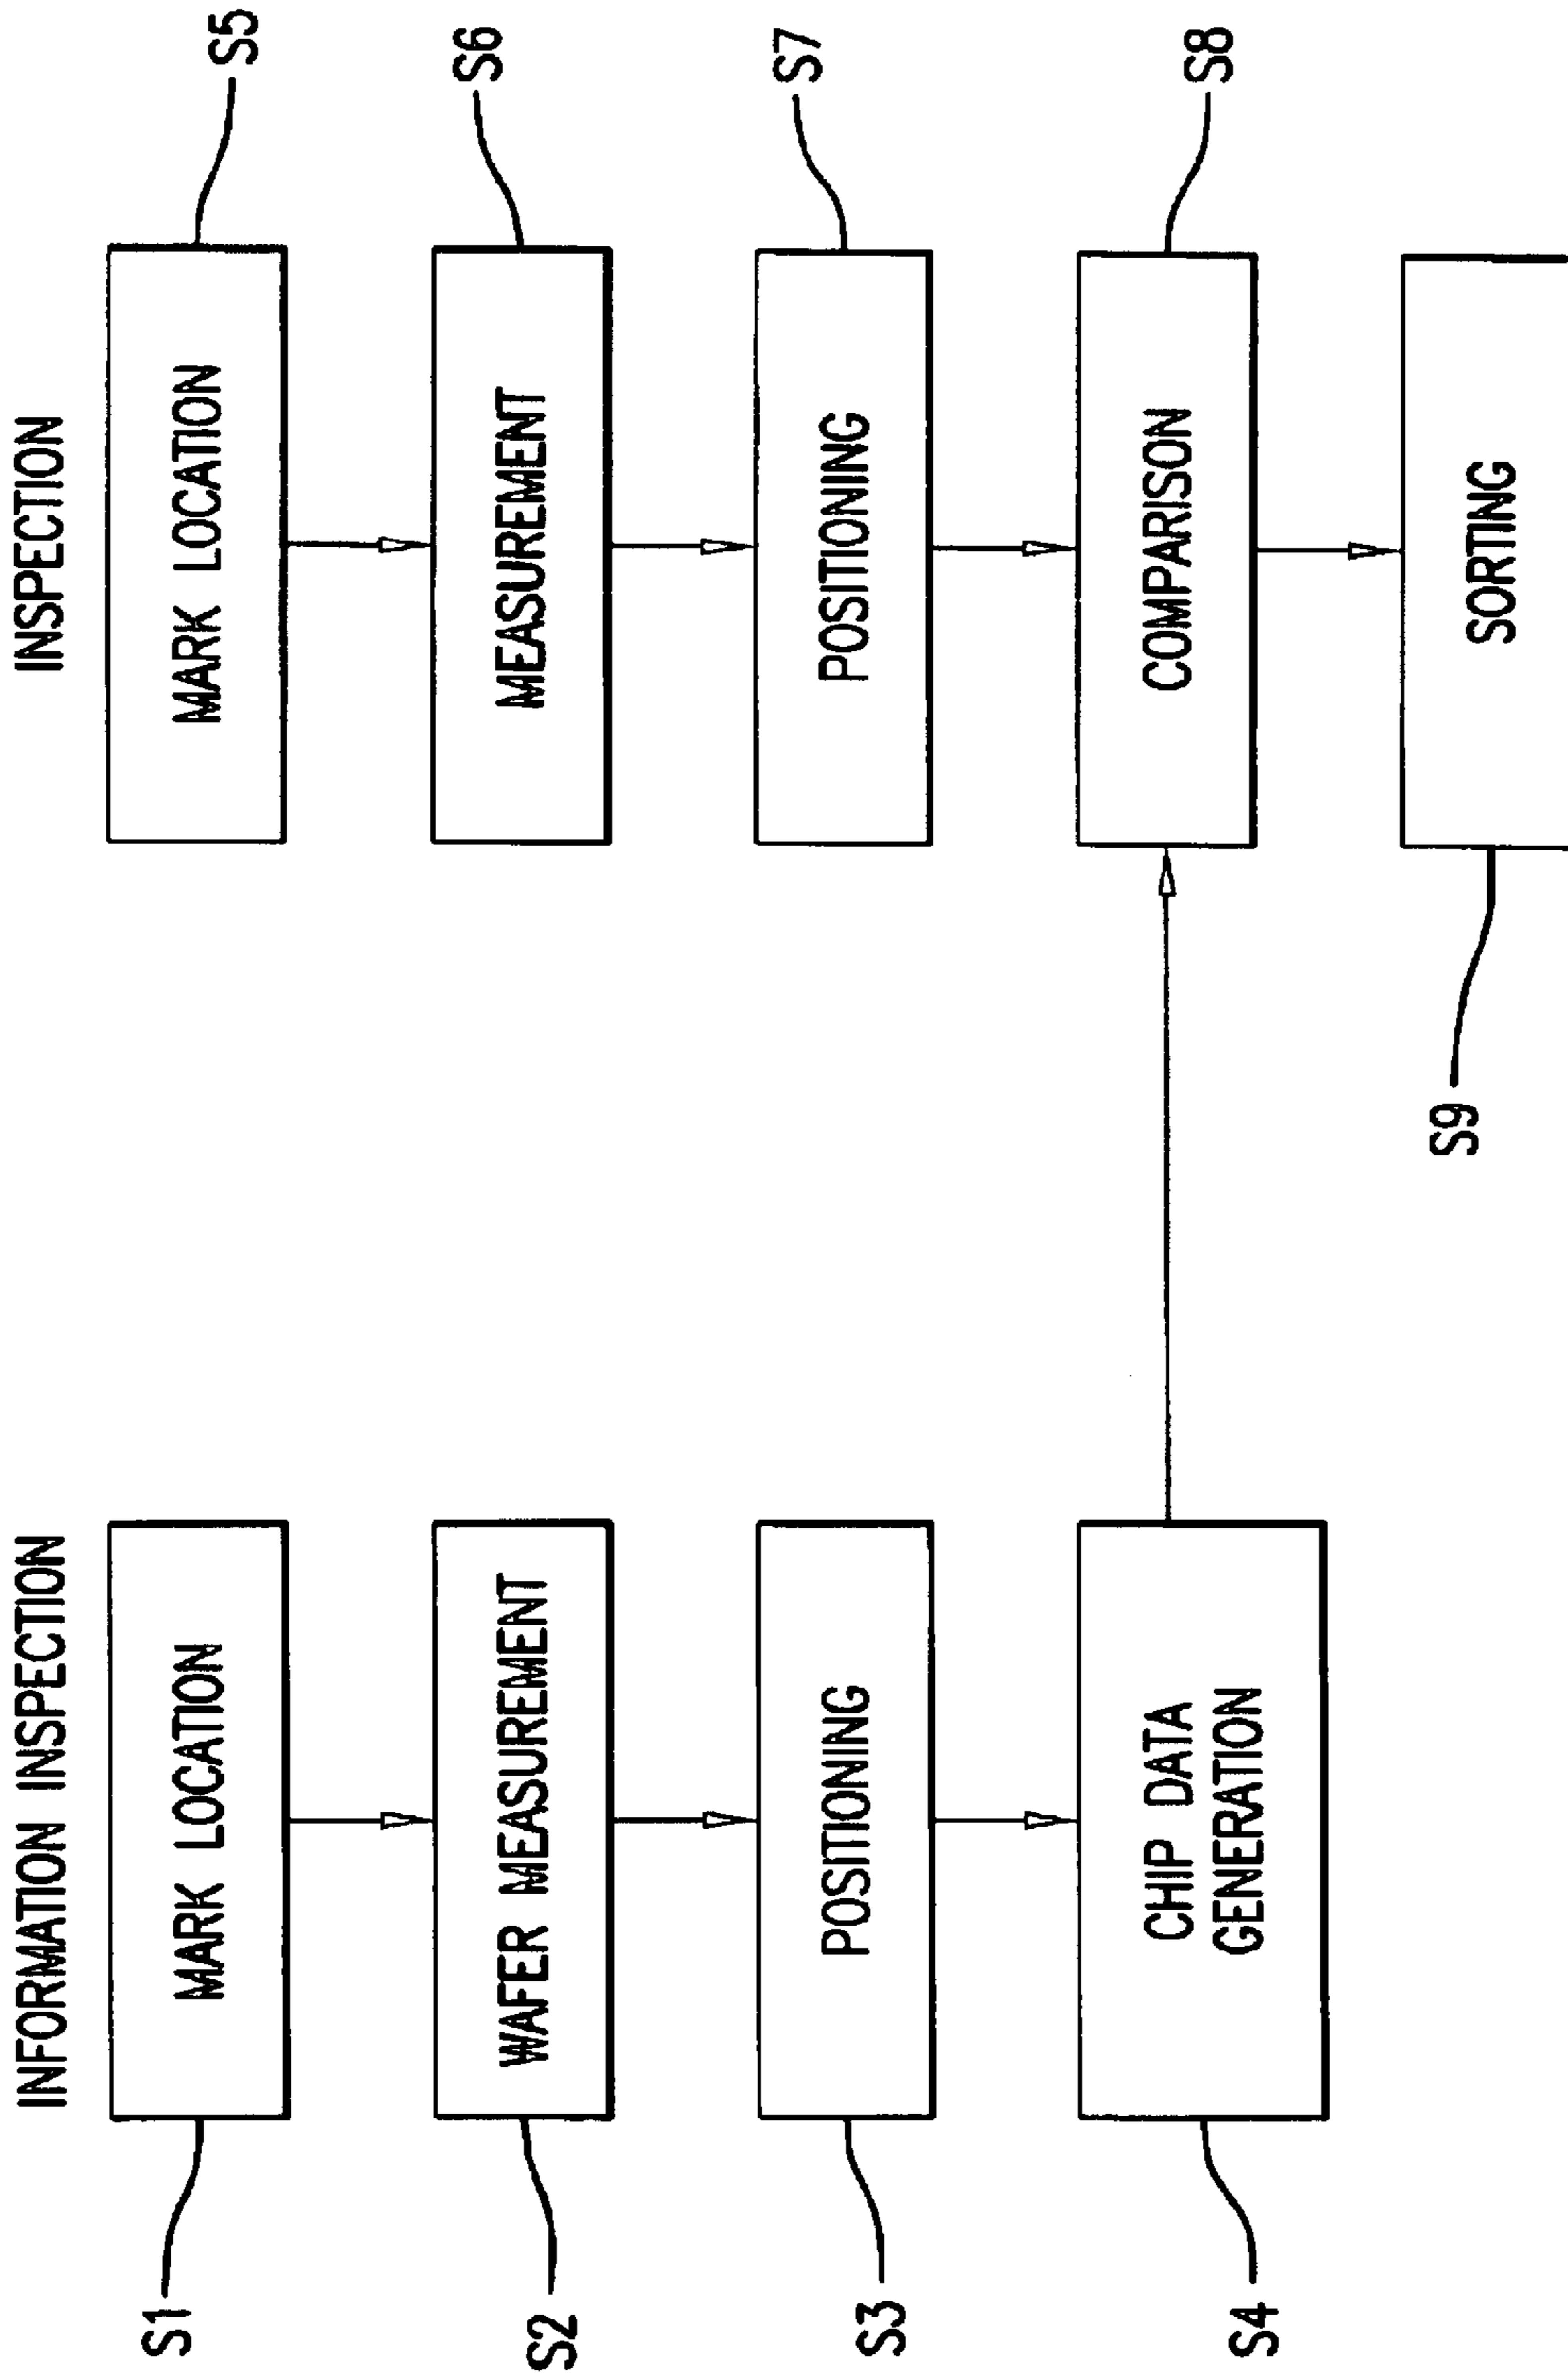 INFORMATION INSPECTION
S1
MARK LOCATION
S2
WAFER MEASUREMENT
S3
POSITIONING
S4
CHIP DATA
GENERATION
INSPECTION
MARK LOCATION
S5
MEASUREMENT
S6
POSITIONING
S7
COMPARISON
S8
S9
SORTING